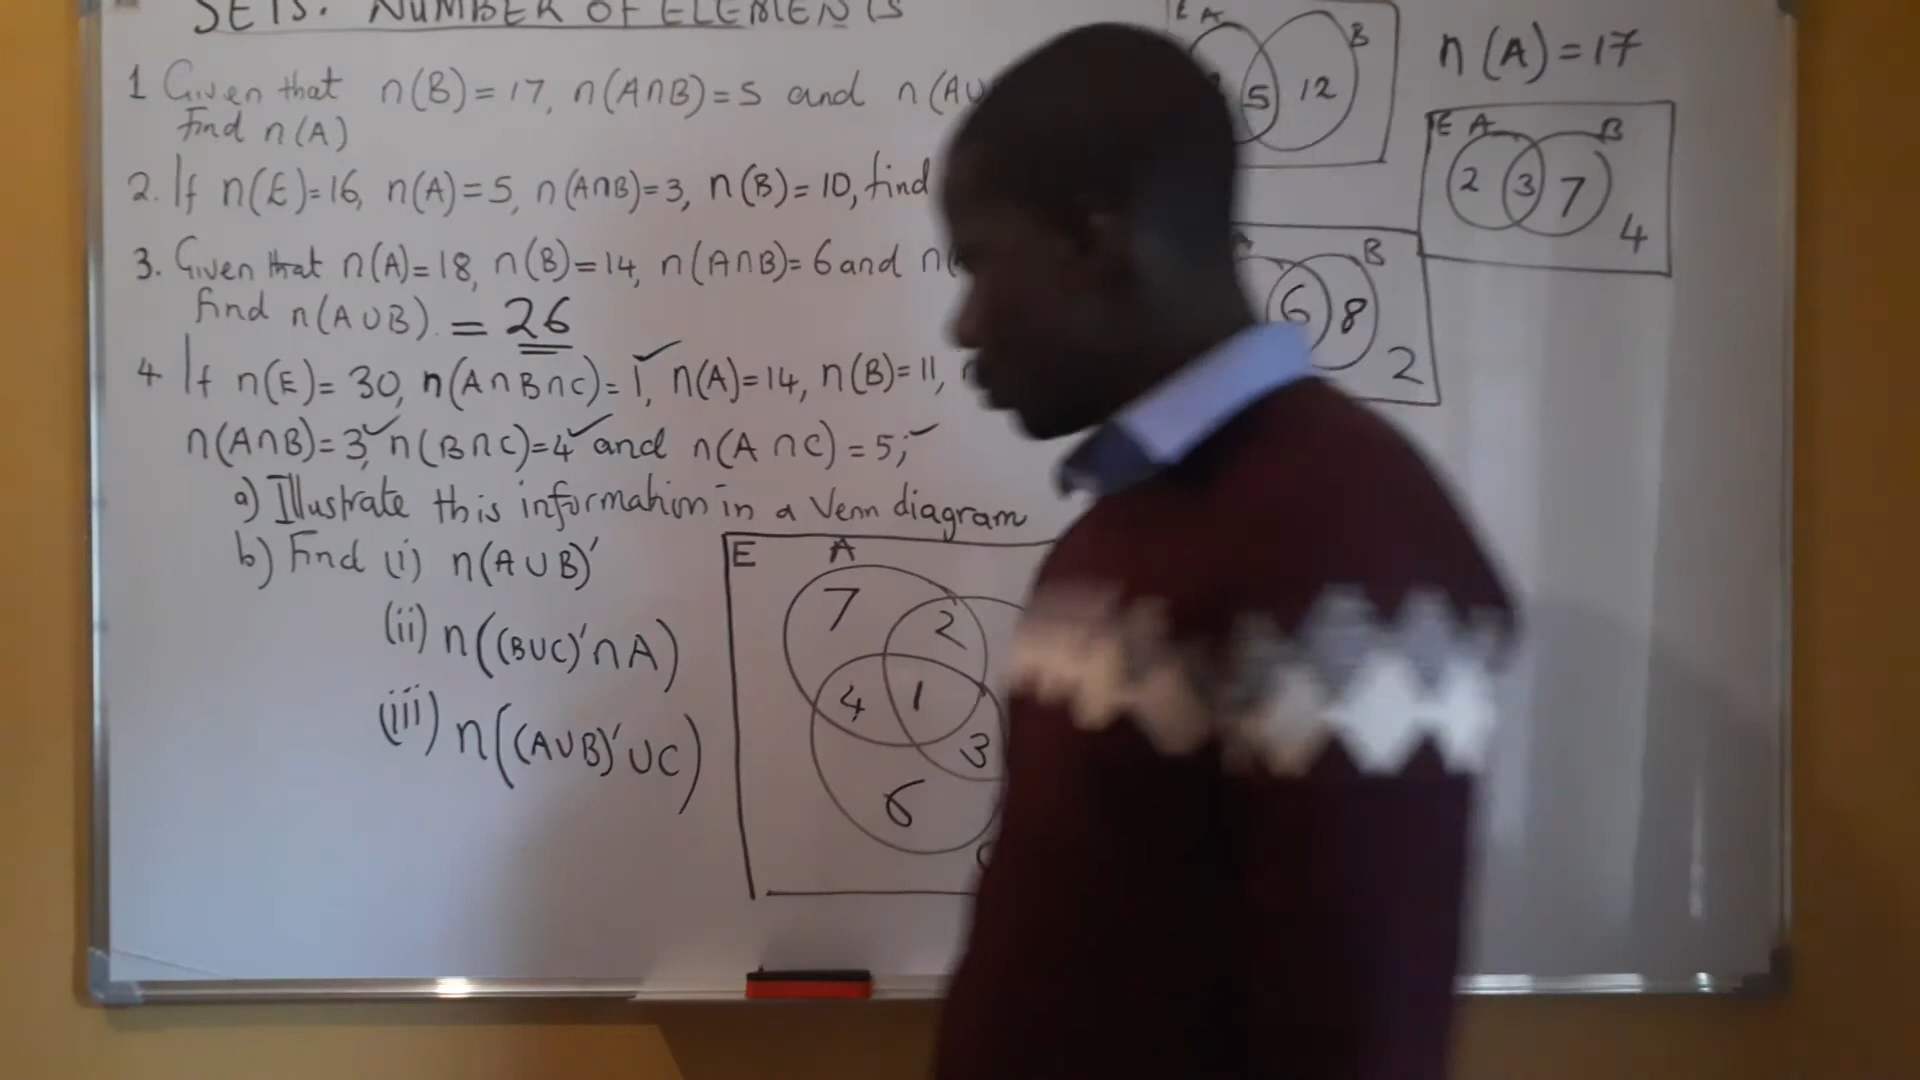 SETS: NUMBER OF ELEMENTS
1 Given that n(B)=17, n(A∩B)=5 and n(AU
Find n(A)
2. If n(E)=16, n(A)=5, n(A∩B)=3, n(B)=10, find
3. Given that n(A)=18, n(B)=14, n(A∩B)=6 and n(
find n(A∪B). = 26
4 If n(E)=30, n(A∩B∩C)=1, n(A)=14, n(B)=11,
n(A∩B)=3, n(B∩C)=4 and n(A∩C)=5;
a) Illustrate this information in a Venn diagram
b) Find (i) n(A∪B)′
(ii) n((B∪C)′∩A)
(iii) n((A∪B)′∪C)
E A
7 2
4 1
3
6
E A B
5 12
n(A)=17
E A B
2 3 7
4
B
6 8
2